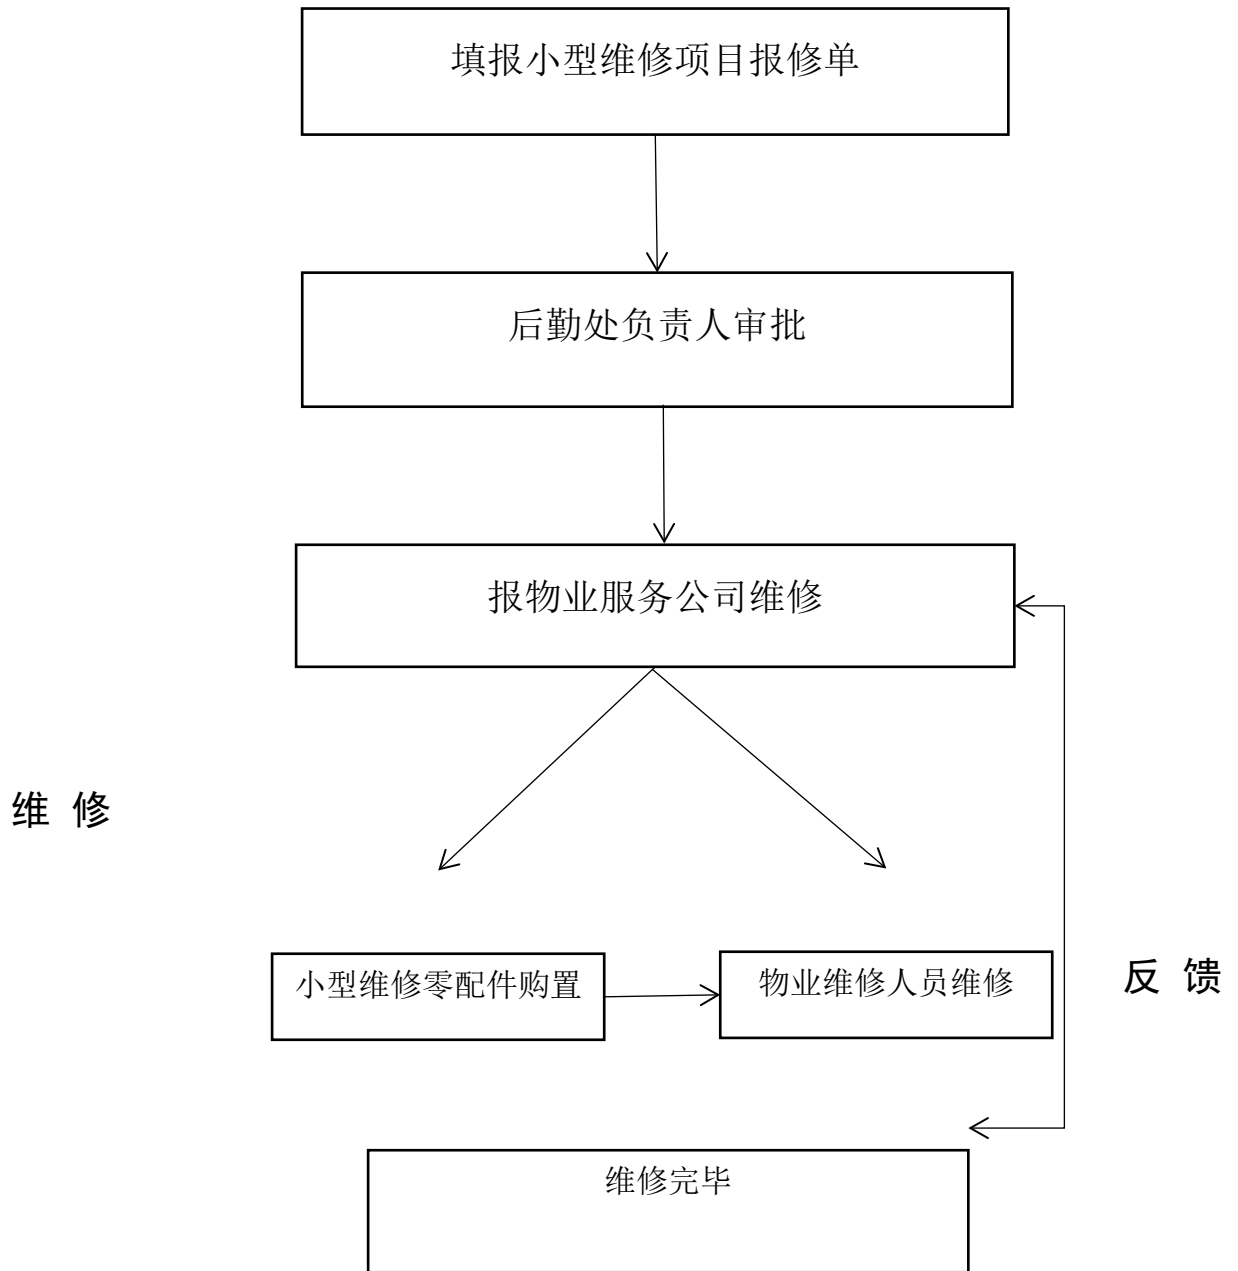 填报小型维修项目报修单
后勤处负责人审批
报物业服务公司维修
维 修
小型维修零配件购置
物业维修人员维修
反 馈
维修完毕